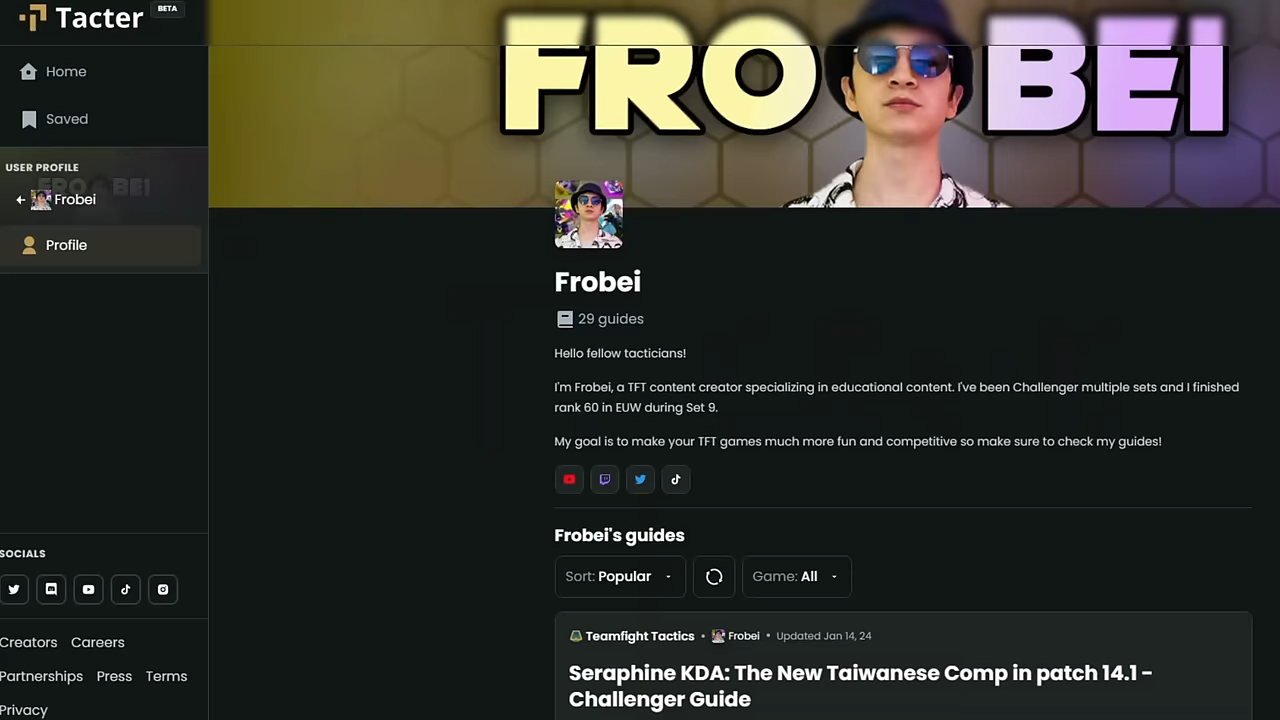 Tacter
BETA
FRO BEI
Home
Saved
USER PROFILE
Frobei
Profile
Frobei
29 guides
Hello fellow tacticians!
I'm Frobei, a TFT content creator specializing in educational content. I've been Challenger multiple sets and I finished
rank 60 in EUW during Set 9.
My goal is to make your TFT games much more fun and competitive so make sure to check my guides!
Frobei's guides
Sort: Popular
Game: All
Teamfight Tactics • Frobei • Updated Jan 14, 24
Seraphine KDA: The New Taiwanese Comp in patch 14.1 -
Challenger Guide
SOCIALS
Creators Careers
Partnerships Press Terms
Privacy